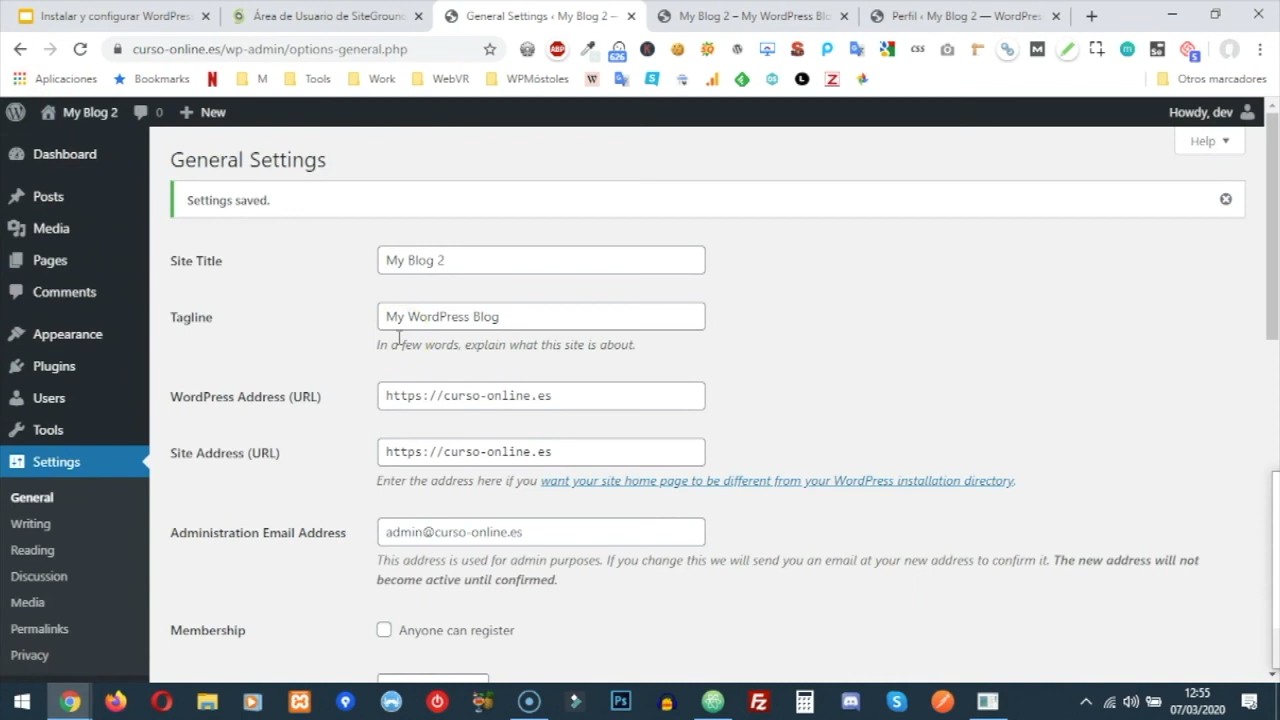 Instalar y configurar WordPres
Área de Usuario de SiteGround
General Settings ‹ My Blog 2 —
My Blog 2 – My WordPress Blo
Perfil ‹ My Blog 2 — WordPres
curso-online.es/wp-admin/options-general.php
ABP
626
CSS
Aplicaciones
Bookmarks
M
Tools
Work
WebVR
WPMóstoles
Otros marcadores
My Blog 2
0
New
Howdy, dev
Help
Dashboard
Posts
Media
Pages
Comments
Appearance
Plugins
Users
Tools
Settings
General
Writing
Reading
Discussion
Media
Permalinks
Privacy
General Settings
Settings saved.
Site Title
My Blog 2
Tagline
My WordPress Blog
In a few words, explain what this site is about.
WordPress Address (URL)
https://curso-online.es
Site Address (URL)
https://curso-online.es
Enter the address here if you want your site home page to be different from your WordPress installation directory.
Administration Email Address
admin@curso-online.es
This address is used for admin purposes. If you change this we will send you an email at your new address to confirm it. The new address will not
become active until confirmed.
Membership
Anyone can register
Ps
12:55
07/03/2020